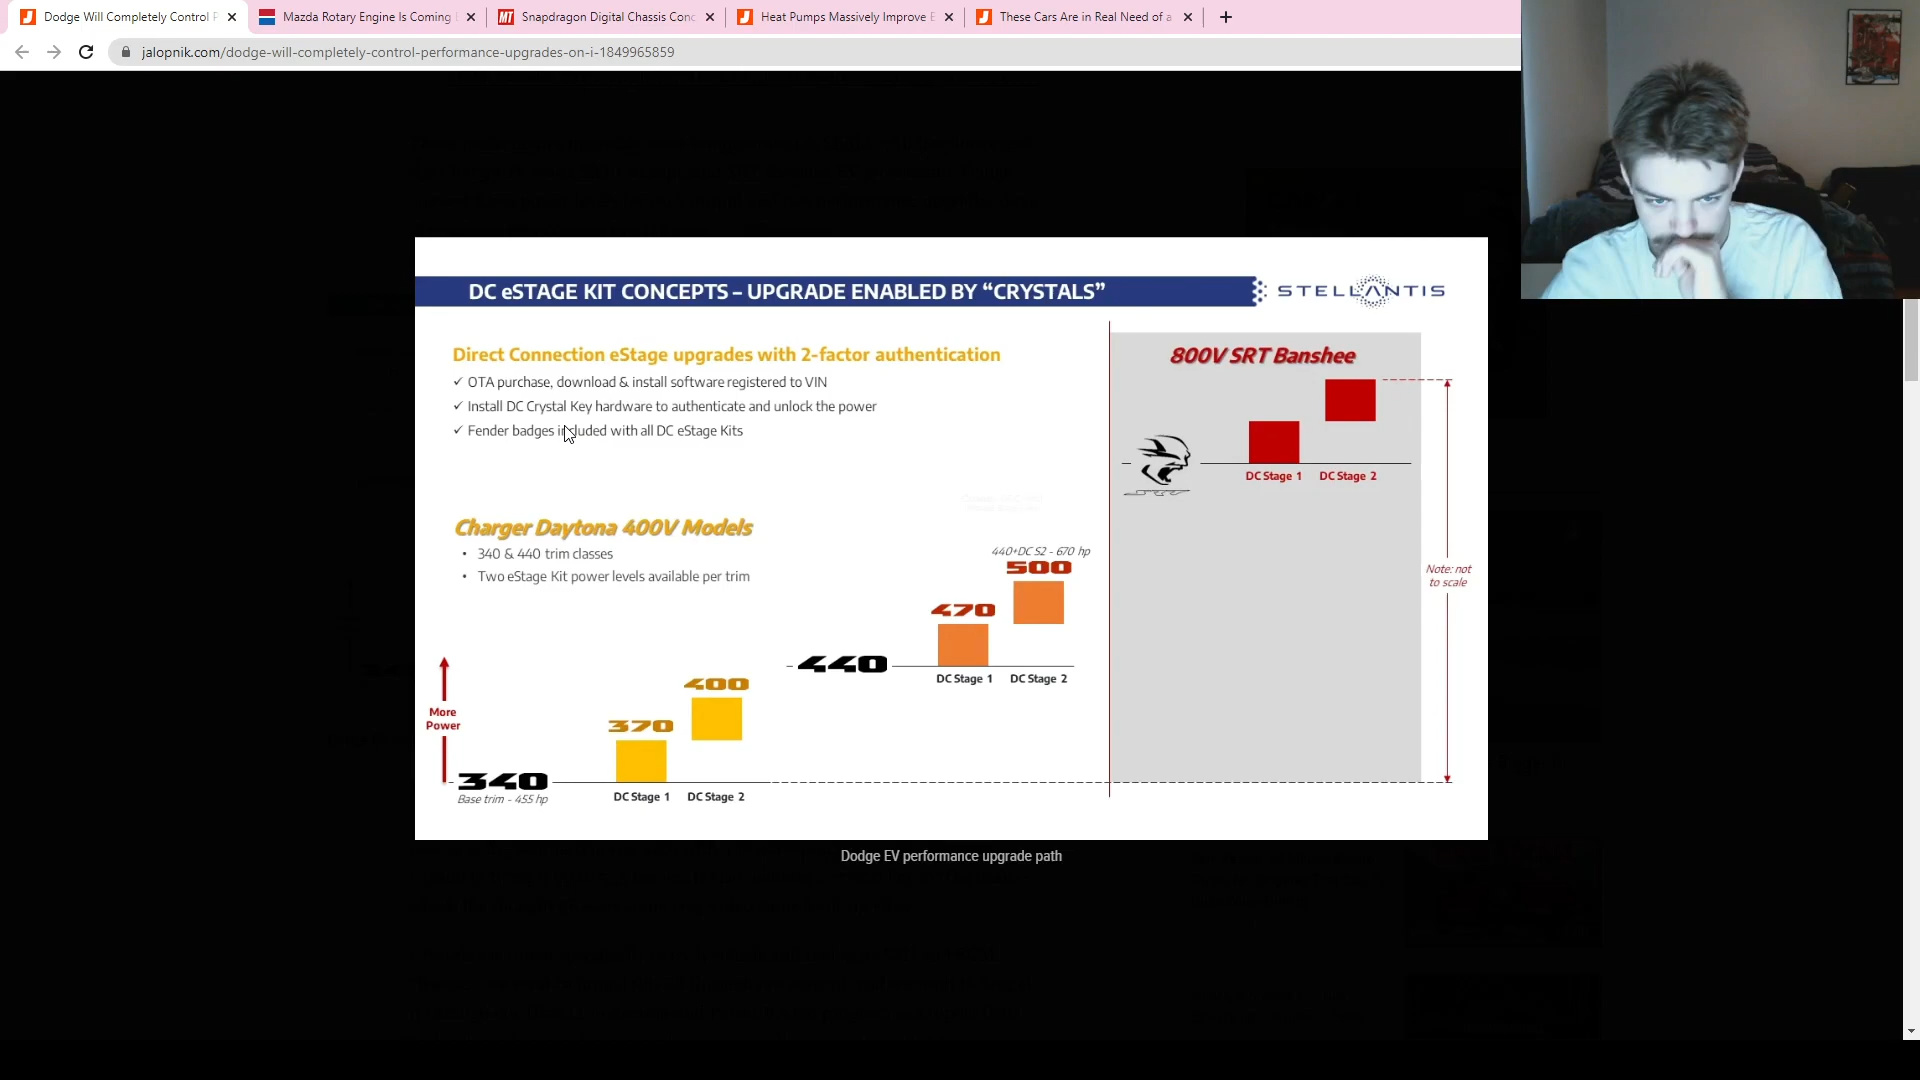 Dodge Will Completely Control P
Mazda Rotary Engine Is Coming
Snapdragon Digital Chassis Conc
Heat Pumps Massively Improve E
These Cars Are in Real Need of a
jalopnik.com/dodge-will-completely-control-performance-upgrades-on-i-1849965859
DC eSTAGE KIT CONCEPTS – UPGRADE ENABLED BY “CRYSTALS”
STELLANTIS
Direct Connection eStage upgrades with 2-factor authentication
✓ OTA purchase, download & install software registered to VIN
✓ Install DC Crystal Key hardware to authenticate and unlock the power
✓ Fender badges included with all DC eStage Kits
800V SRT Banshee
DC Stage 1
DC Stage 2
Charger Daytona 400V Models
• 340 & 440 trim classes
• Two eStage Kit power levels available per trim
440+DC S2 - 670 hp
500
470
440
DC Stage 1
DC Stage 2
Note: not
to scale
More
Power
400
370
340
Base trim - 455 hp
DC Stage 1
DC Stage 2
Dodge EV performance upgrade path